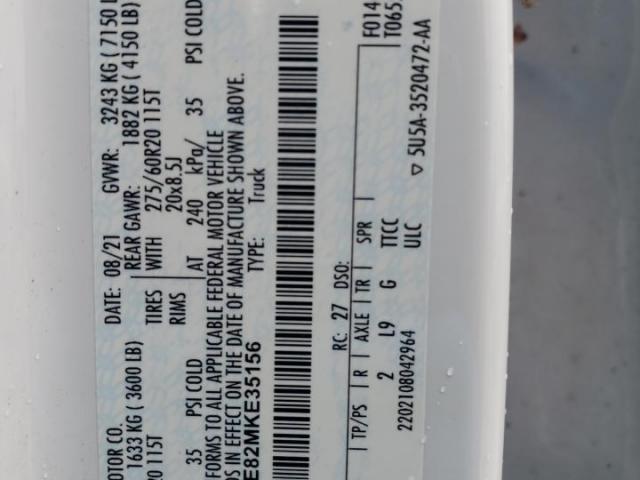 OTOR CO.
DATE: 08/21 GVWR: 3243 KG ( 7150 L
1633 KG ( 3600 LB) REAR GAWR: 1882 KG ( 4150 LB)
20 115T TIRES WITH 275/60R20 115T
RIMS 20x8.5J
35 PSI COLD AT 240 kPa/ 35 PSI COLD
FORMS TO ALL APPLICABLE FEDERAL MOTOR VEHICLE
DS IN EFFECT ON THE DATE OF MANUFACTURE SHOWN ABOVE.
E82MKE35156 TYPE: Truck
RC: 27 DSO: F014
T065
TP/PS R AXLE TR SPR
2 L9 G TTCC
2202108042964 ULC ▽ 5U5A-3520472-AA